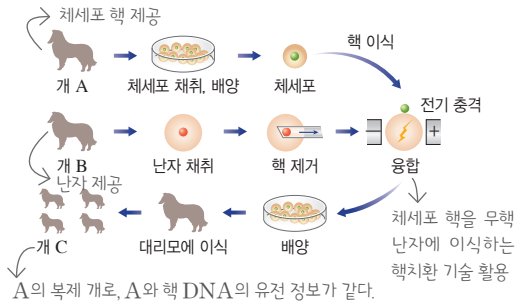 체세포 핵 제공
핵 이식
개 A
체세포 채취, 배양
체세포
전기 충격
개 B
난자 채취
핵 제거
융합
난자 제공
개 C
대리모에 이식
배양
체세포 핵을 무핵
난자에 이식하는
핵치환 기술 활용
A의 복제 개로, A와 핵 DNA의 유전 정보가 같다.